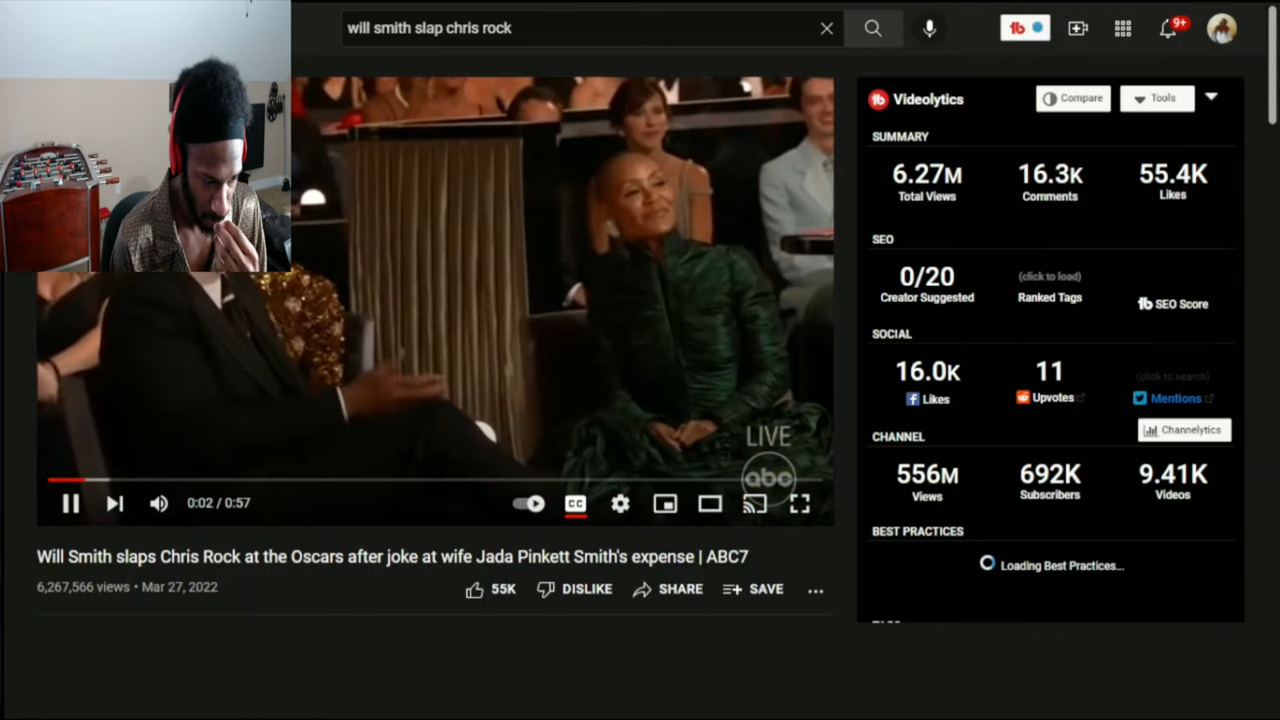 will smith slap chris rock
9+
Videolytics
Compare
Tools
SUMMARY
6.27M
Total Views
16.3K
Comments
55.4K
Likes
SEO
0/20
Creator Suggested
(click to load)
Ranked Tags
SEO Score
SOCIAL
16.0K
Likes
11
Upvotes
(click to search)
Mentions
CHANNEL
Channelytics
556M
Views
692K
Subscribers
9.41K
Videos
BEST PRACTICES
Loading Best Practices...
LIVE
abc
0:02 / 0:57
CC
Will Smith slaps Chris Rock at the Oscars after joke at wife Jada Pinkett Smith's expense | ABC7
6,267,566 views • Mar 27, 2022
55K
DISLIKE
SHARE
SAVE